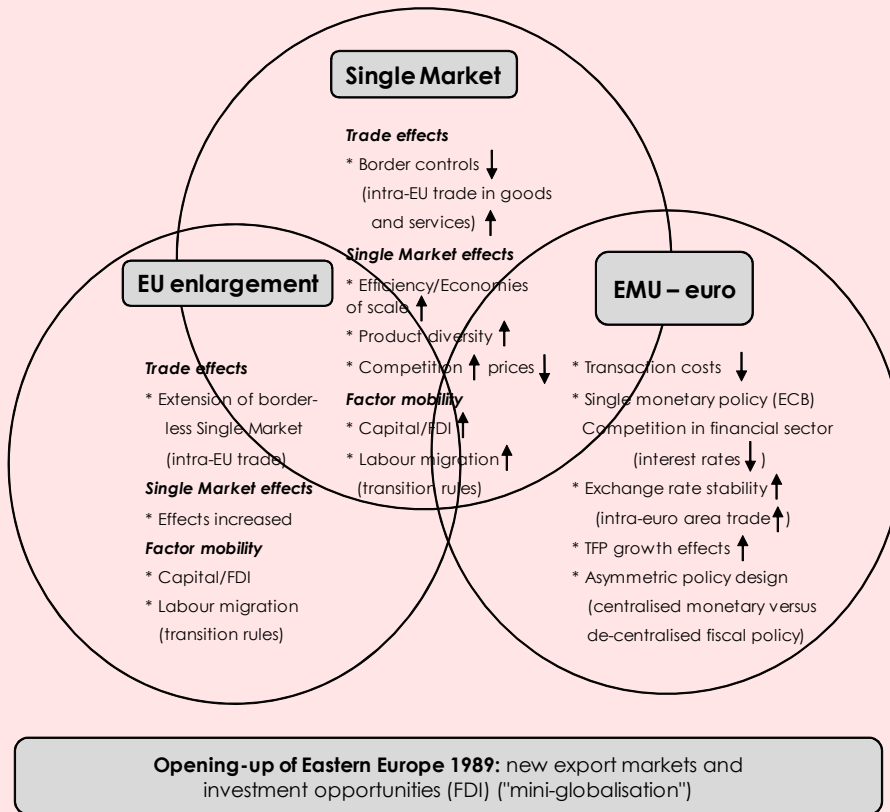 Single Market
Trade effects
* Border controls ↓
(intra-EU trade in goods
and services) ↑
Single Market effects
* Efficiency/Economies
of scale ↑
* Product diversity ↑
* Competition ↑ prices ↓
Factor mobility
* Capital/FDI ↑
* Labour migration ↑
(transition rules)
EU enlargement
Trade effects
* Extension of border-
less Single Market
(intra-EU trade)
Single Market effects
* Effects increased
Factor mobility
* Capital/FDI
* Labour migration
(transition rules)
EMU – euro
* Transaction costs ↓
* Single monetary policy (ECB)
Competition in financial sector
(interest rates ↓ )
* Exchange rate stability ↑
(intra-euro area trade ↑)
* TFP growth effects ↑
* Asymmetric policy design
(centralised monetary versus
de-centralised fiscal policy)
Opening-up of Eastern Europe 1989: new export markets and
investment opportunities (FDI) ("mini-globalisation")